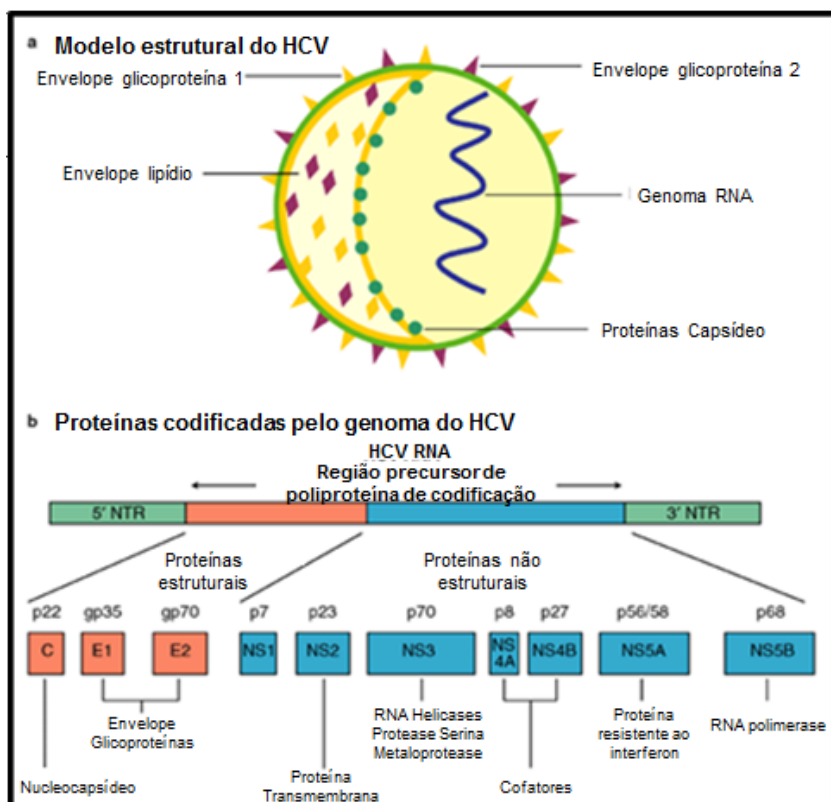 a Modelo estrutural do HCV
Envelope glicoproteína 1
Envelope glicoproteína 2
Envelope lipídio
Genoma RNA
Proteínas Capsídeo
b Proteínas codificadas pelo genoma do HCV
HCV RNA
Região precursor de
poliproteína de codificação
5' NTR
3' NTR
Proteínas
estruturais
Proteínas não
estruturais
p22 gp35 gp70 p7 p23 p70 p8 p27 p56/58 p68
C E1 E2 NS1 NS2 NS3 NS
4A NS4B NS5A NS5B
Envelope
Glicoproteínas
RNA Helicases
Protease Serina
Metaloprotease
Proteína
resistente ao
interferon
RNA polimerase
Nucleocapsídeo
Proteína
Transmembrana
Cofatores